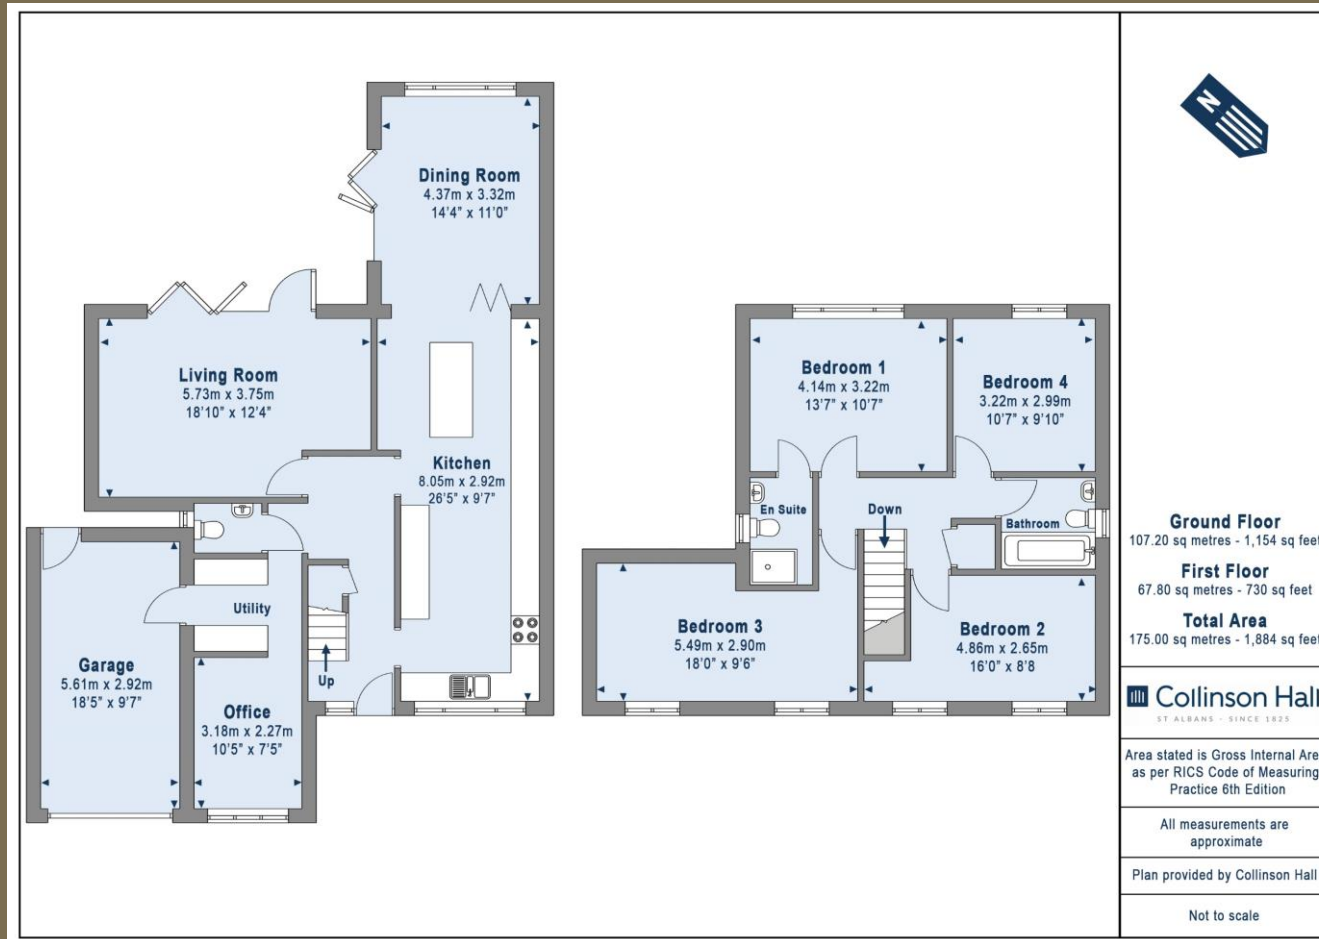 Dining Room
4.37m x 3.32m
14'4" x 11'0"
Living Room
5.73m x 3.75m
18'10" x 12'4"
Kitchen
8.05m x 2.92m
26'5" x 9'7"
Utility
Garage
5.61m x 2.92m
18'5" x 9'7"
Office
3.18m x 2.27m
10'5" x 7'5"
Up
Bedroom 1
4.14m x 3.22m
13'7" x 10'7"
Bedroom 4
3.22m x 2.99m
10'7" x 9'10"
En Suite
Down
Bathroom
Bedroom 3
5.49m x 2.90m
18'0" x 9'6"
Bedroom 2
4.86m x 2.65m
16'0" x 8'8
N
Ground Floor
107.20 sq metres - 1,154 sq feet
First Floor
67.80 sq metres - 730 sq feet
Total Area
175.00 sq metres - 1,884 sq feet
Collinson Hall
ST ALBANS - SINCE 1825
Area stated is Gross Internal Are
as per RICS Code of Measuring
Practice 6th Edition
All measurements are
approximate
Plan provided by Collinson Hall
Not to scale